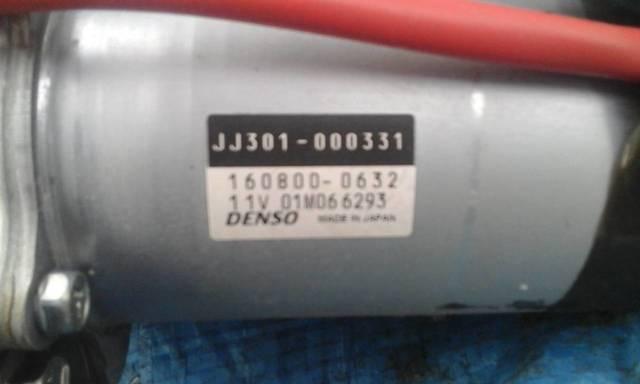 JJ301-000331
160800-0632
11V 01M066293
DENSO MADE IN JAPAN